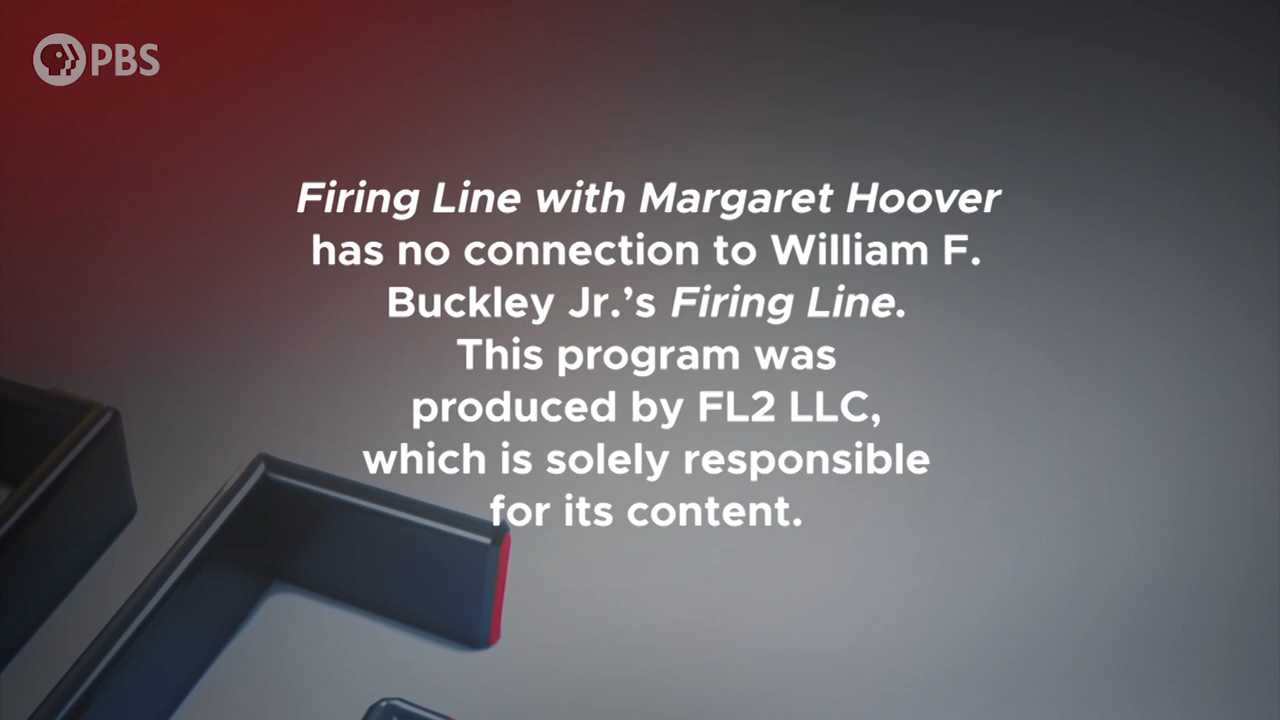 PBS
Firing Line with Margaret Hoover
has no connection to William F.
Buckley Jr.’s Firing Line.
This program was
produced by FL2 LLC,
which is solely responsible
for its content.